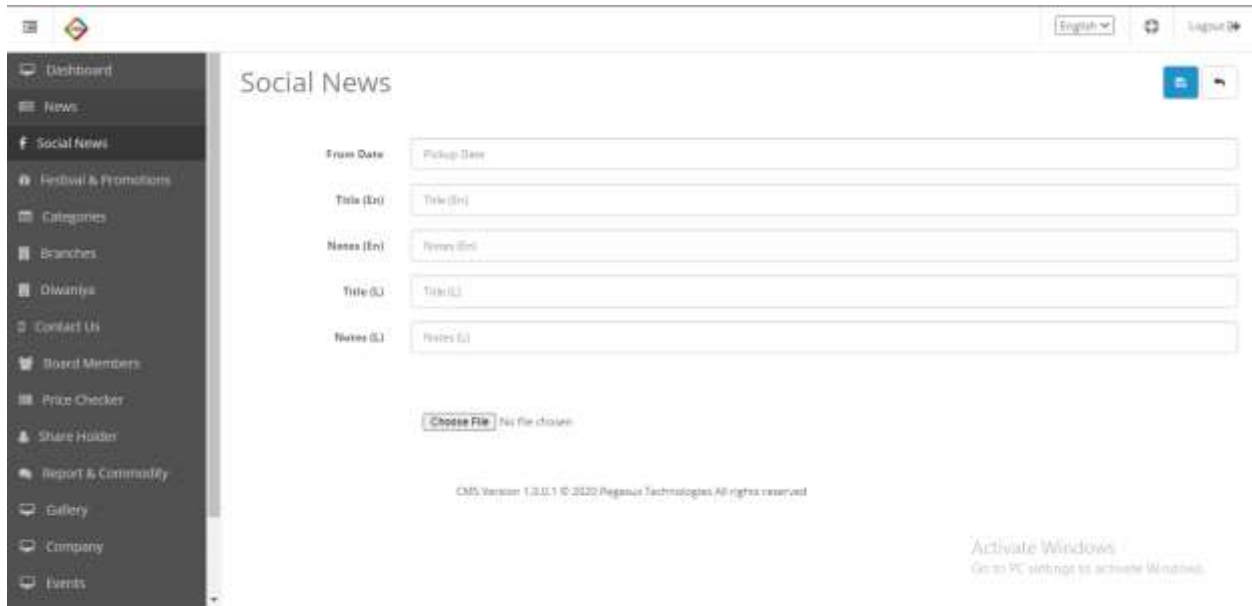 English
Logout
Dashboard
News
Social News
Festival & Promotions
Categories
Branches
Diwaniya
Contact Us
Board Members
Price Checker
Share Holder
Report & Commodity
Gallery
Company
Events
Social News
From Date
Pickup Date
Title (En)
Title (En)
Notes (En)
Notes (En)
Title (L)
Title (L)
Notes (L)
Notes (L)
Choose File No file chosen
CMS Version 1.0.0.1 © 2020 Pegasus Technologies All rights reserved
Activate Windows
Go to PC settings to activate Windows.